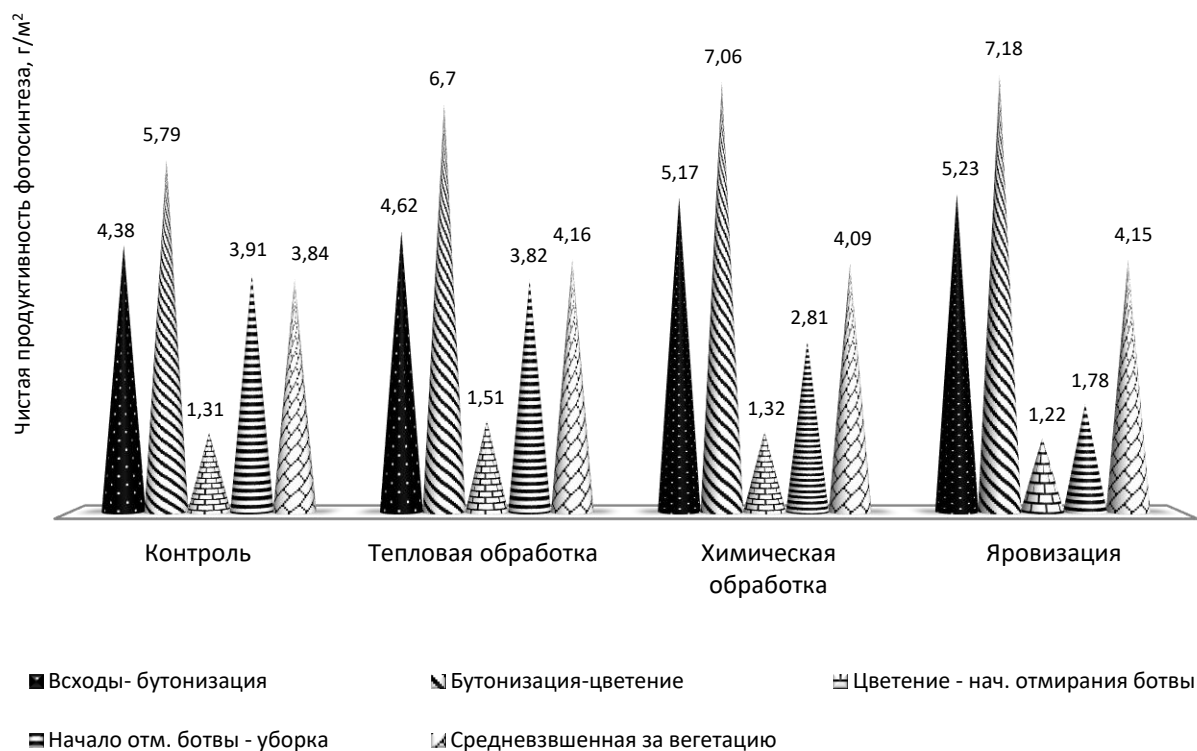 Чистая продуктивность фотосинтеза, г/м²
4,38
5,79
1,31
3,91
3,84
4,62
6,7
1,51
3,82
4,16
5,17
7,06
1,32
2,81
4,09
5,23
7,18
1,22
1,78
4,15
Контроль
Тепловая обработка
Химическая
обработка
Яровизация
Всходы- бутонизация
Бутонизация-цветение
Цветение - нач. отмирания ботвы
Начало отм. ботвы - уборка
Средневзвшенная за вегетацию